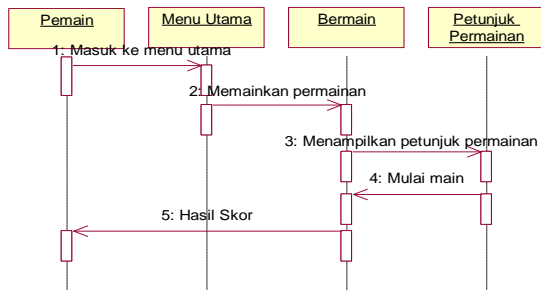 Pemain
Menu Utama
Bermain
Petunjuk
Permainan
1: Masuk ke menu utama
2: Memainkan permainan
3: Menampilkan petunjuk permainan
4: Mulai main
5: Hasil Skor